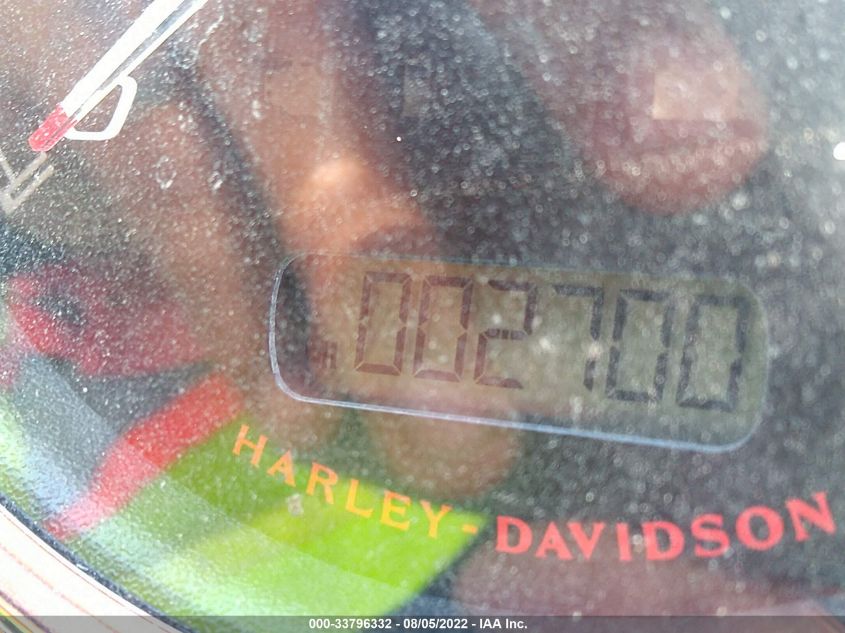 002700
HARLEY-DAVIDSON
000-33796332 - 08/05/2022 - IAA Inc.